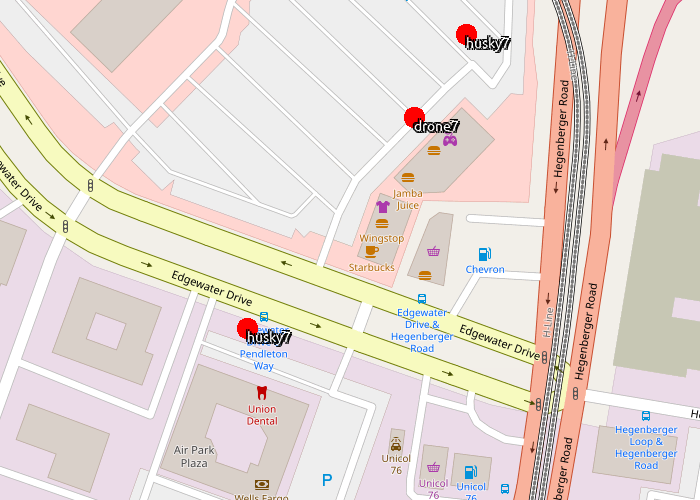 husky7
drone7
Hegenberger Road
Jamba
Juice
Wingstop
Starbucks
Chevron
Edgewater Drive
Edgewater
Drive &
Hegenberger
Road
H-Line
Hegenberger Road
Edgewater Drive
husky7
Pendleton
Way
Union
Dental
Air Park
Plaza
Wells Fargo
P
Unicol
76
Unicol
76
Unicol
76
Hegenberger
Loop &
Hegenberger
Road